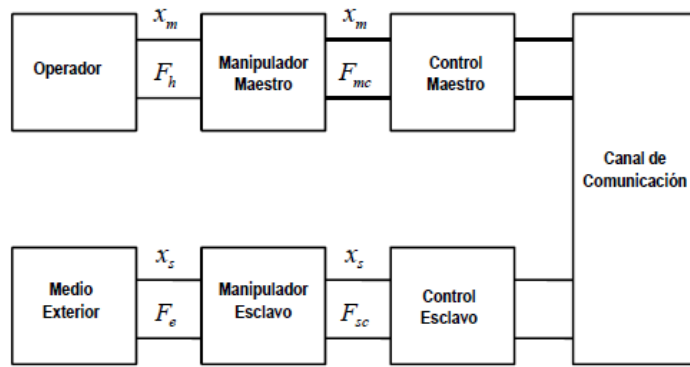 x_m x_m
Operador F_h Manipulador Maestro F_mc Control Maestro
Canal de Comunicación
x_s x_s
Medio Exterior F_e Manipulador Esclavo F_sc Control Esclavo